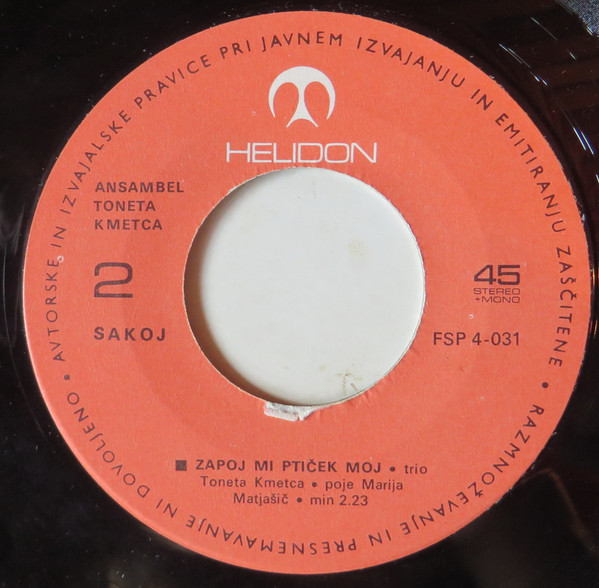 AVTORSKE IN IZVAJALSKE PRAVICE PRI JAVNEM IZVAJANJU IN EMITIRANJU ZAŠČITENE • RAZMNOŽEVANJE IN PRESNEMAVANJE NI DOVOLJENO •
HELIDON
ANSAMBEL
TONETA
KMETCA
2
SAKOJ
45
STEREO
+MONO
FSP 4-031
■ ZAPOJ MI PTIČEK MOJ • trio
Toneta Kmetca • poje Marija
Matjašič • min 2.23